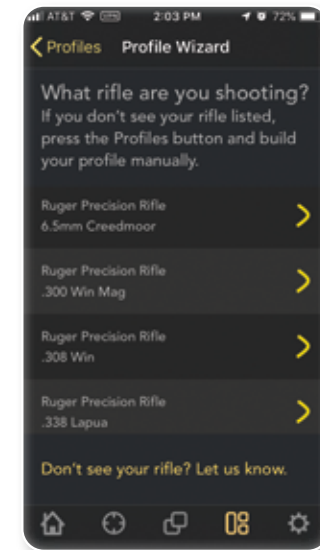 AT&T VPN 2:03 PM 72%
Profiles Profile Wizard
What rifle are you shooting?
If you don't see your rifle listed,
press the Profiles button and build
your profile manually.
Ruger Precision Rifle
6.5mm Creedmoor
Ruger Precision Rifle
.300 Win Mag
Ruger Precision Rifle
.308 Win
Ruger Precision Rifle
.338 Lapua
Don't see your rifle? Let us know.